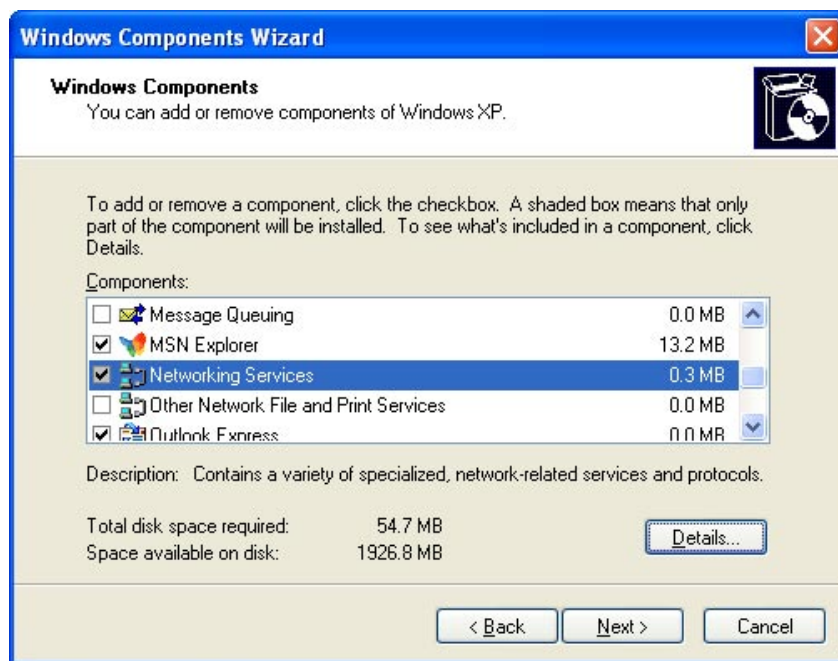 Windows Components Wizard
Windows Components
You can add or remove components of Windows XP.
To add or remove a component, click the checkbox. A shaded box means that only
part of the component will be installed. To see what's included in a component, click
Details.
Components:
Message Queuing 0.0 MB
MSN Explorer 13.2 MB
Networking Services 0.3 MB
Other Network File and Print Services 0.0 MB
Outlook Express 0.0 MB
Description: Contains a variety of specialized, network-related services and protocols.
Total disk space required: 54.7 MB
Space available on disk: 1926.8 MB
Details...
< Back Next > Cancel